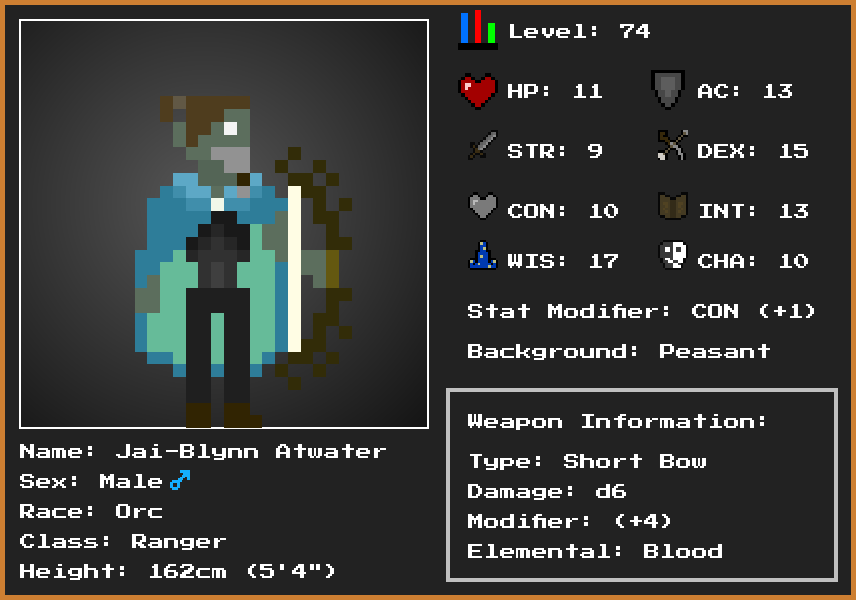 Level: 74
HP: 11 AC: 13
STR: 9 DEX: 15
CON: 10 INT: 13
WIS: 17 CHA: 10
Stat Modifier: CON (+1)
Background: Peasant
Weapon Information:
Type: Short Bow
Damage: d6
Modifier: (+4)
Elemental: Blood
Name: Jai-Blynn Atwater
Sex: Male♂
Race: Orc
Class: Ranger
Height: 162cm (5'4")